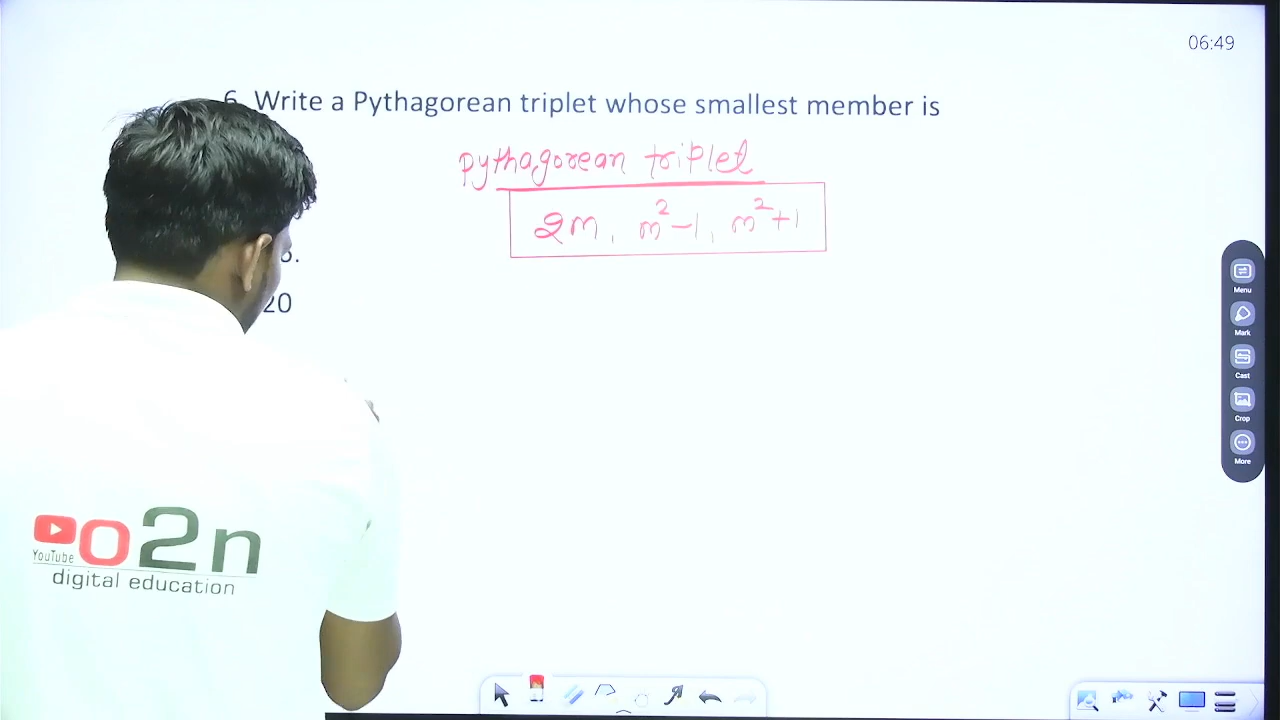 06:49
6. Write a Pythagorean triplet whose smallest member is
Pythagorean triplet
2m, m²-1, m²+1
20
Menu
Mark
Cast
Crop
More
YouTube o2n
digital education